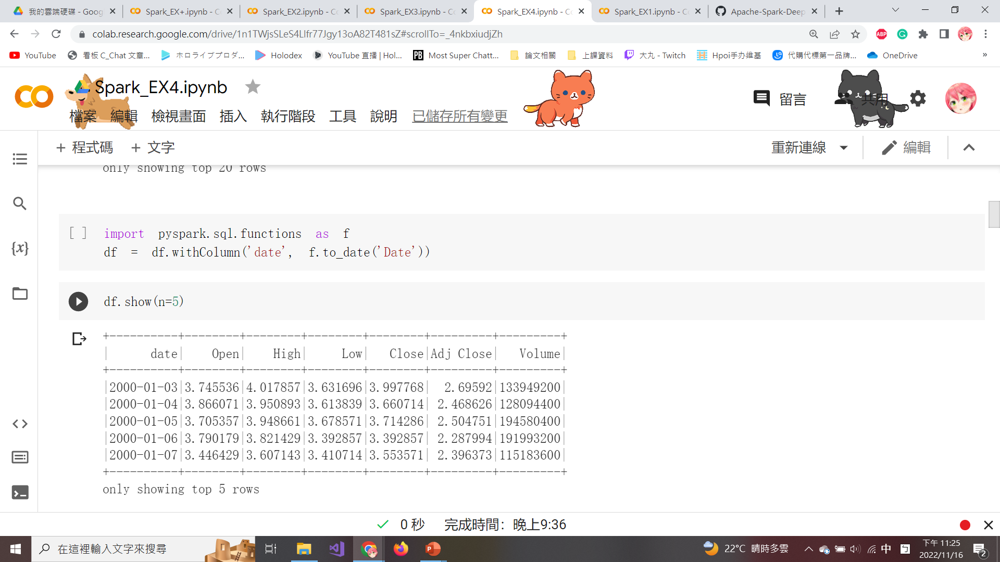 我的雲端硬碟 - Goog
Spark_EX+.ipynb - Co
Spark_EX2.ipynb - Co
Spark_EX3.ipynb - Co
Spark_EX4.ipynb - Co
Spark_EX1.ipynb - Co
Apache-Spark-Deep
colab.research.google.com/drive/1n1TWjsSLeS4Llfr77Jgy13oA82T481sZ#scrollTo=_4nkbxiudjZh
ABP
YouTube
看板 C_Chat 文章...
ホロライブプロダ...
Holodex
YouTube 直播 | Hol...
PB Most Super Chatt...
論文相關
上課資料
大丸 - Twitch
Hpoi手办维基
代購代標第一品牌...
OneDrive
»
Spark_EX4.ipynb
留言
共用
檔案 編輯 檢視畫面 插入 執行階段 工具 說明 已儲存所有變更
+ 程式碼 + 文字
重新連線
編輯
only showing top 20 rows
{x}
[ ] import pyspark.sql.functions as f
df = df.withColumn('date', f.to_date('Date'))
df.show(n=5)
+----------+--------+--------+--------+--------+---------+---------+
|      date|    Open|    High|     Low|   Close|Adj Close|   Volume|
+----------+--------+--------+--------+--------+---------+---------+
|2000-01-03|3.745536|4.017857|3.631696|3.997768|  2.69592|133949200|
|2000-01-04|3.866071|3.950893|3.613839|3.660714| 2.468626|128094400|
|2000-01-05|3.705357|3.948661|3.678571|3.714286| 2.504751|194580400|
|2000-01-06|3.790179|3.821429|3.392857|3.392857| 2.287994|191993200|
|2000-01-07|3.446429|3.607143|3.410714|3.553571| 2.396373|115183600|
+----------+--------+--------+--------+--------+---------+---------+
only showing top 5 rows
0 秒 完成時間：晚上9:36
在這裡輸入文字來搜尋
22°C 晴時多雲
中
下午 11:25
2022/11/16
2